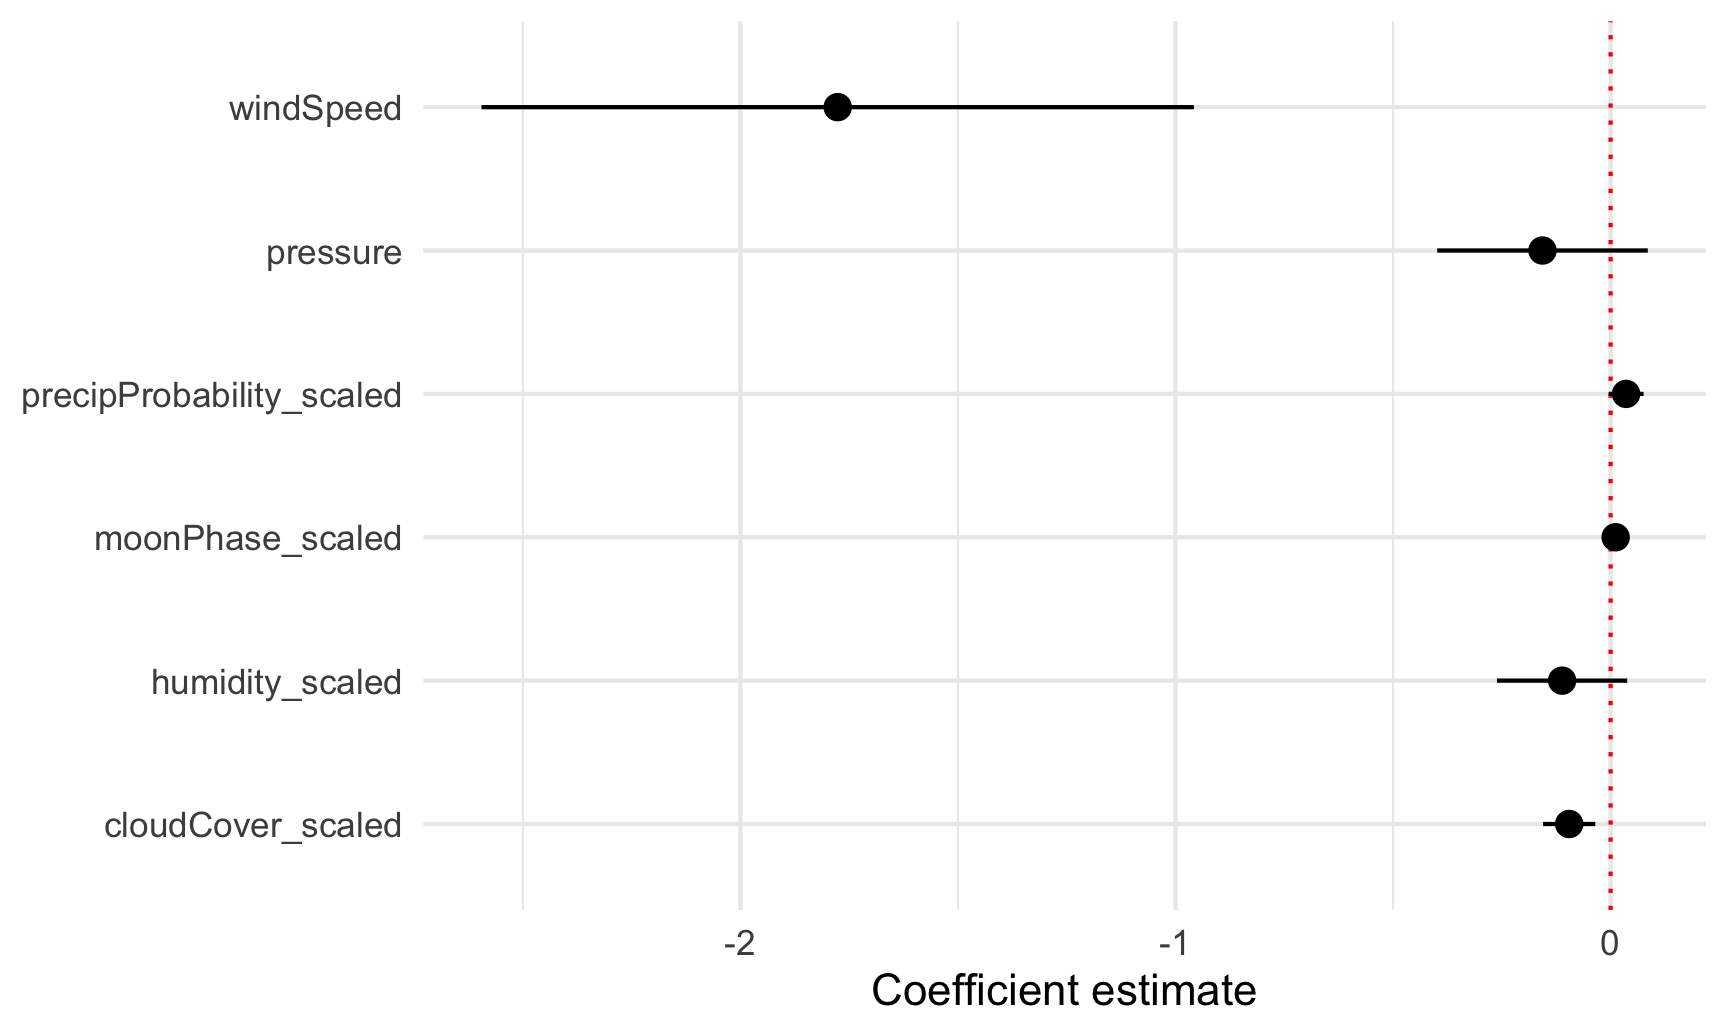 windSpeed
pressure
precipProbability_scaled
moonPhase_scaled
humidity_scaled
cloudCover_scaled
-2 -1 0
Coefficient estimate